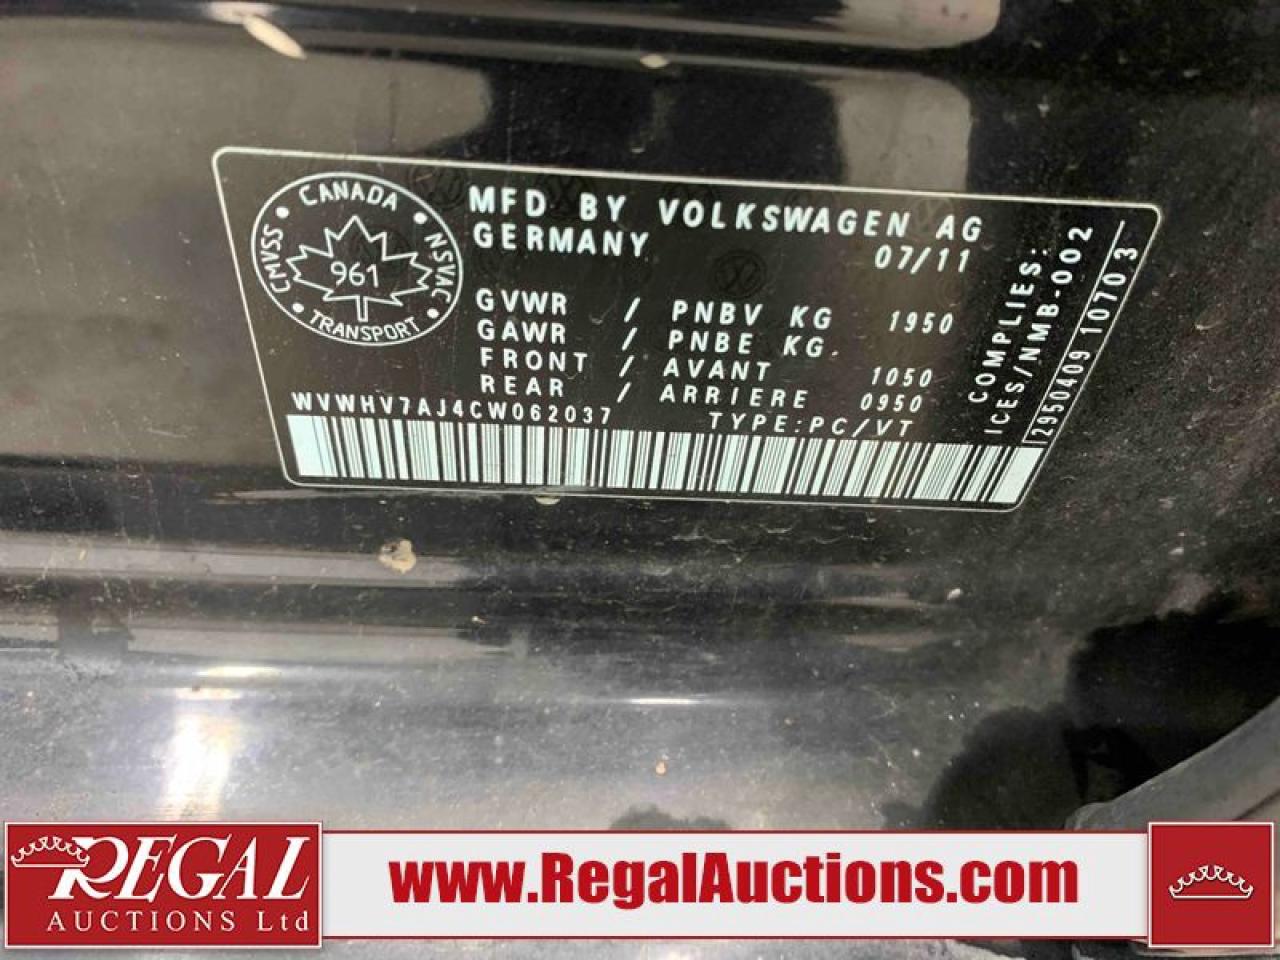 CANADA
CMVSS • NSVAC
961
TRANSPORT
MFD BY VOLKSWAGEN AG
GERMANY 07/11
GVWR / PNBV KG 1950
GAWR / PNBE KG.
FRONT / AVANT 1050
REAR / ARRIERE 0950
WVWHV7AJ4CW062037 TYPE:PC/VT
COMPLIES:
ICES/NMB-002
2950409 10703
REGAL
AUCTIONS Ltd
www.RegalAuctions.com